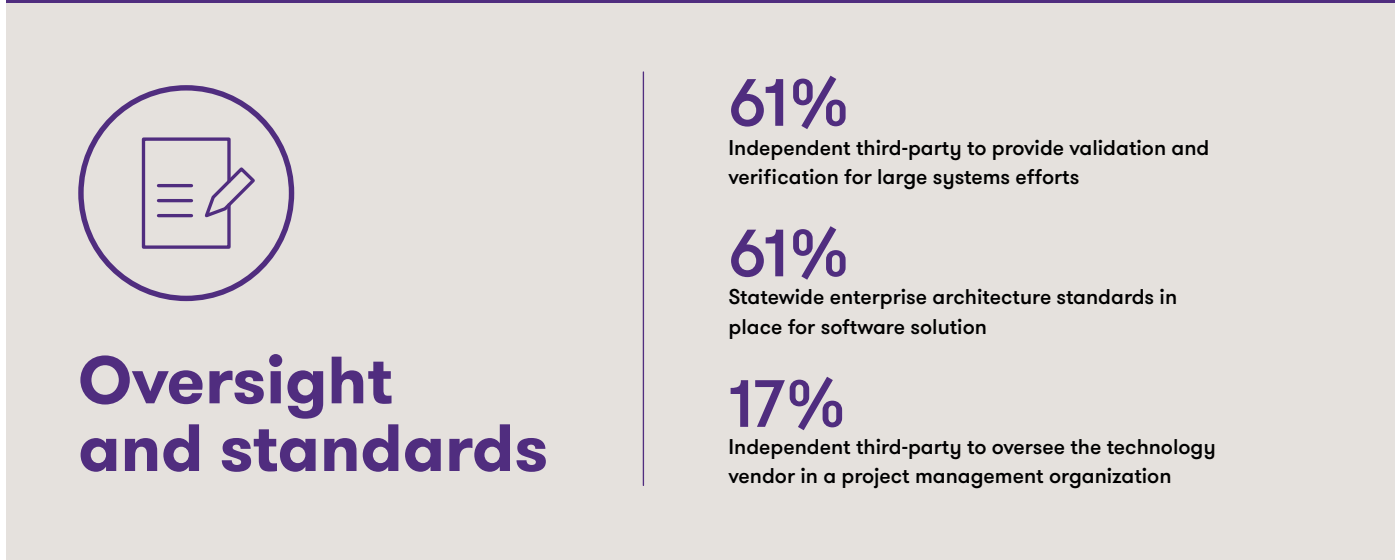 Oversight
and standards
61%
Independent third-party to provide validation and
verification for large systems efforts
61%
Statewide enterprise architecture standards in
place for software solution
17%
Independent third-party to oversee the technology
vendor in a project management organization